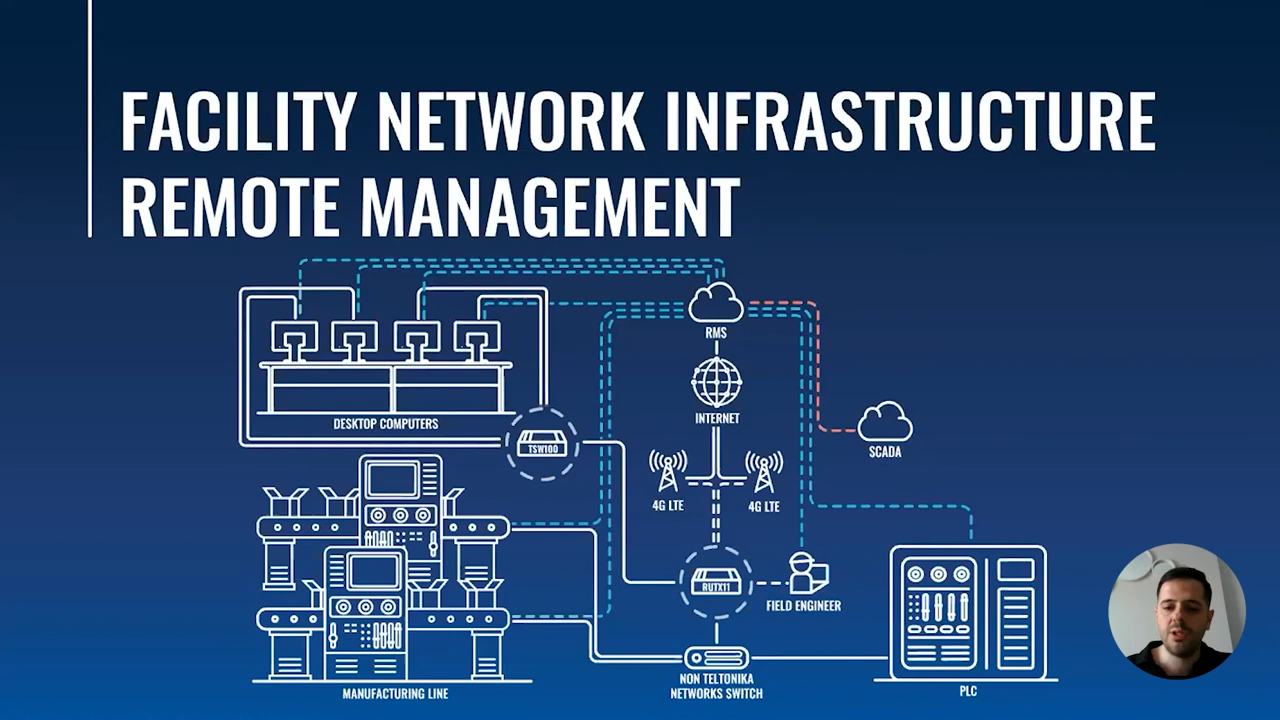 FACILITY NETWORK INFRASTRUCTURE
REMOTE MANAGEMENT
RMS
INTERNET
DESKTOP COMPUTERS
TSW100
SCADA
4G LTE
4G LTE
RUTX11
FIELD ENGINEER
MANUFACTURING LINE
NON TELTONIKA
NETWORKS SWITCH
PLC